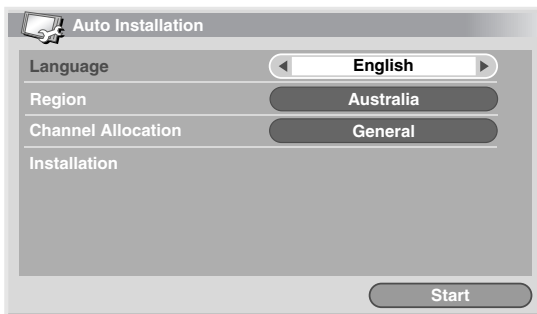 Auto Installation
Language English
Region Australia
Channel Allocation General
Installation
Start